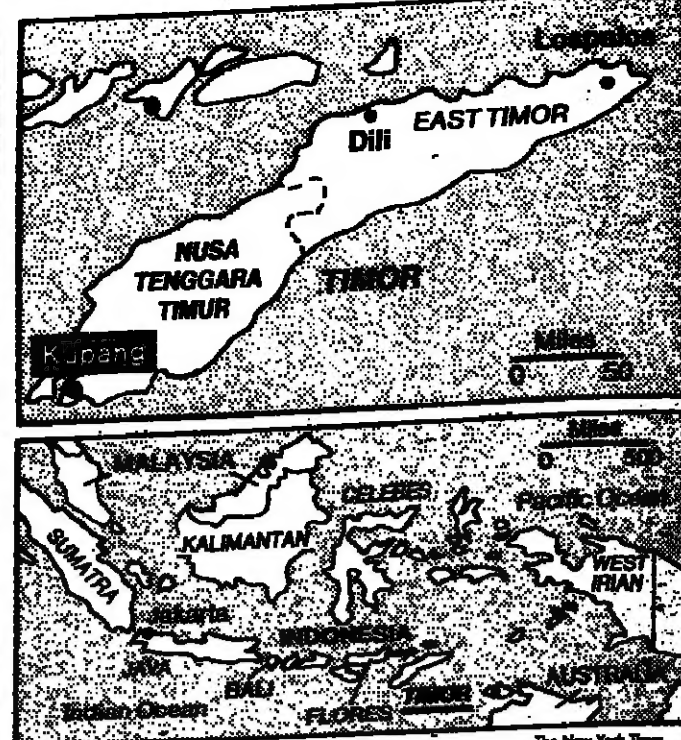 Lospalos
EAST TIMOR
Dili
NUSA
TENGGARA
TIMUR
TIMOR
Kupang
Miles
0 50
Miles
0 500
MALAYSIA
CELEBES
Pacific Ocean
SUMATRA
KALIMANTAN
WEST
IRIAN
Jakarta
INDONESIA
JAVA
BALI
TIMOR
AUSTRALIA
Indian Ocean
FLORES
The New York Times